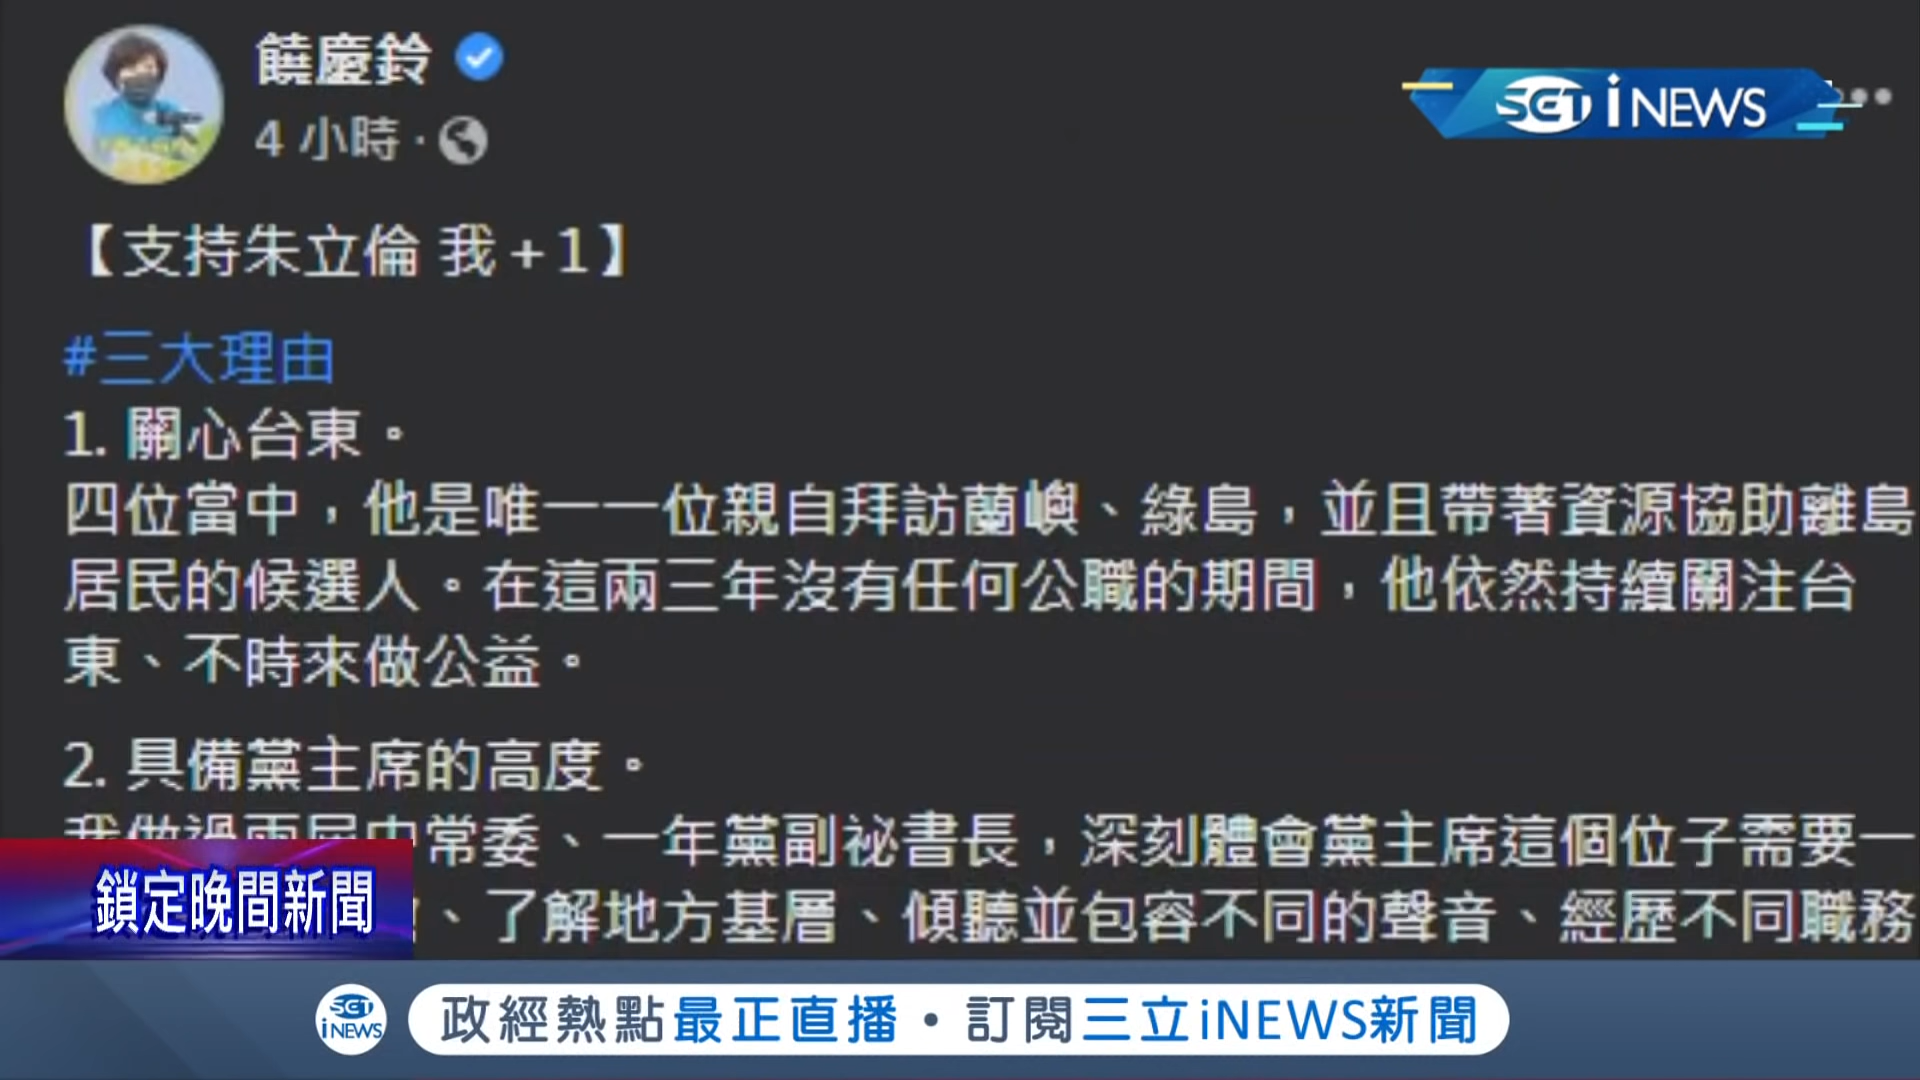 饒慶鈴
4 小時 ·
SET iNEWS
【支持朱立倫 我+1】
#三大理由
1. 關心台東。
四位當中，他是唯一一位親自拜訪蘭嶼、綠島，並且帶著資源協助離島
居民的候選人。在這兩三年沒有任何公職的期間，他依然持續關注台
東、不時來做公益。
2. 具備黨主席的高度。
我做過兩屆中常委、一年黨副祕書長，深刻體會黨主席這個位子需要一
、了解地方基層、傾聽並包容不同的聲音、經歷不同職務
鎖定晚間新聞
SET iNEWS
政經熱點最正直播・訂閱三立iNEWS新聞